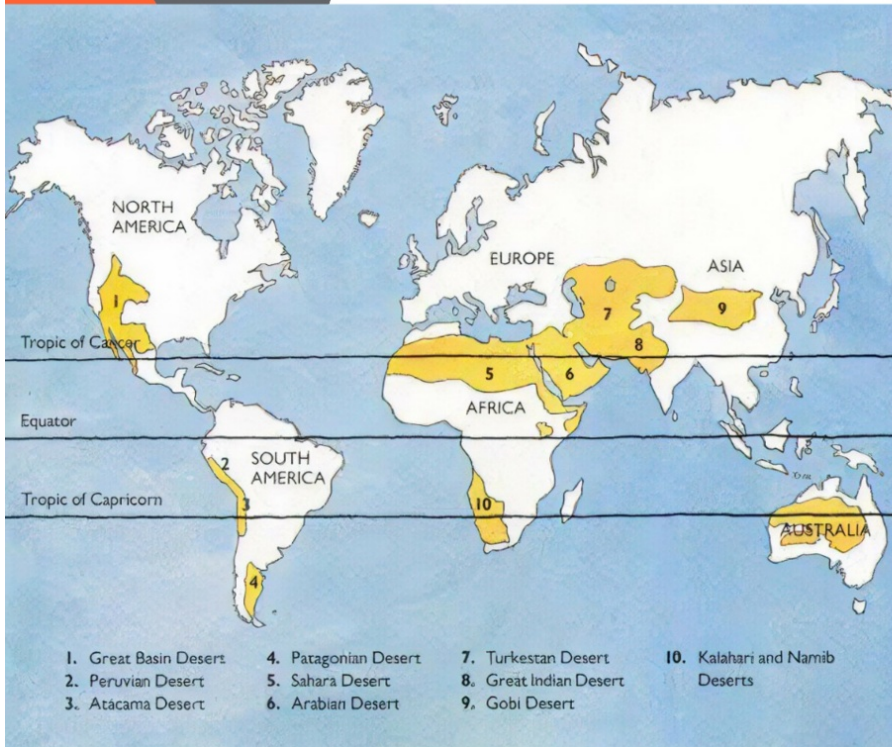 NORTH
AMERICA
EUROPE
ASIA
1
9
7
Tropic of Cancer
8
5
6
AFRICA
Equator
2
SOUTH
AMERICA
Tropic of Capricorn
3
10
AUSTRALIA
4
1. Great Basin Desert
2. Peruvian Desert
3. Atacama Desert
4. Patagonian Desert
5. Sahara Desert
6. Arabian Desert
7. Turkestan Desert
8. Great Indian Desert
9. Gobi Desert
10. Kalahari and Namib
Deserts